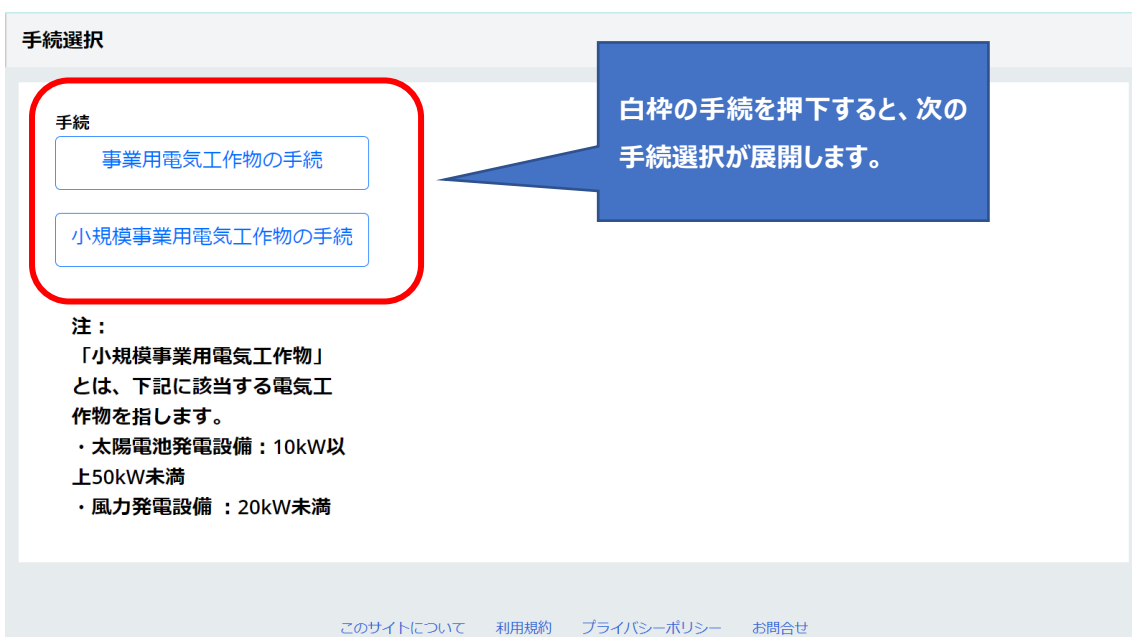 手続選択
白枠の手続を押下すると、次の
手続選択が展開します。
手続
事業用電気工作物の手続
小規模事業用電気工作物の手続
注：
「小規模事業用電気工作物」
とは、下記に該当する電気工
作物を指します。
・太陽電池発電設備：10kW以
上50kW未満
・風力発電設備 ：20kW未満
このサイトについて 利用規約 プライバシーポリシー お問合せ